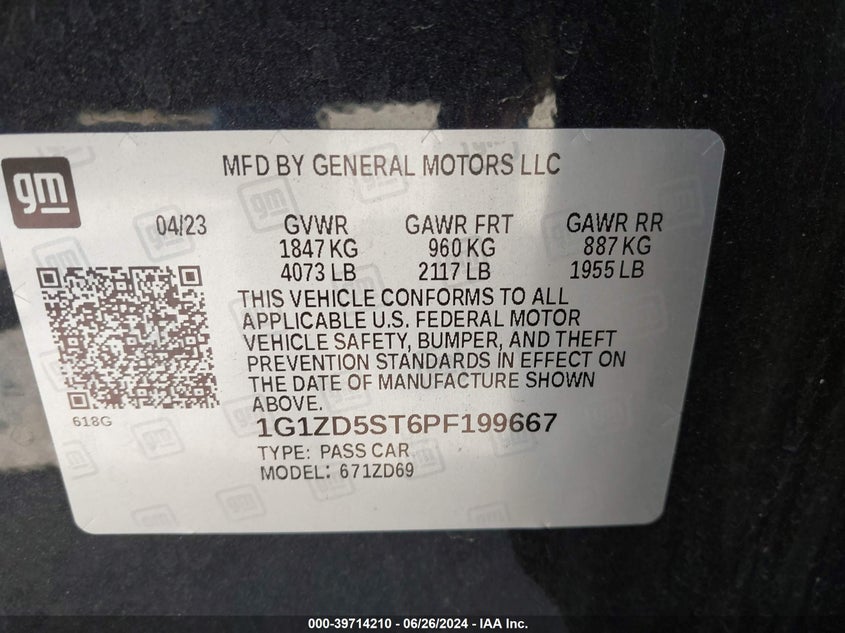 MFD BY GENERAL MOTORS LLC
gm
04/23 GVWR GAWR FRT GAWR RR
1847 KG 960 KG 887 KG
4073 LB 2117 LB 1955 LB
THIS VEHICLE CONFORMS TO ALL
APPLICABLE U.S. FEDERAL MOTOR
VEHICLE SAFETY, BUMPER, AND THEFT
PREVENTION STANDARDS IN EFFECT ON
THE DATE OF MANUFACTURE SHOWN
ABOVE.
618G
1G1ZD5ST6PF199667
TYPE: PASS CAR
MODEL: 671ZD69
000-39714210 - 06/26/2024 - IAA Inc.